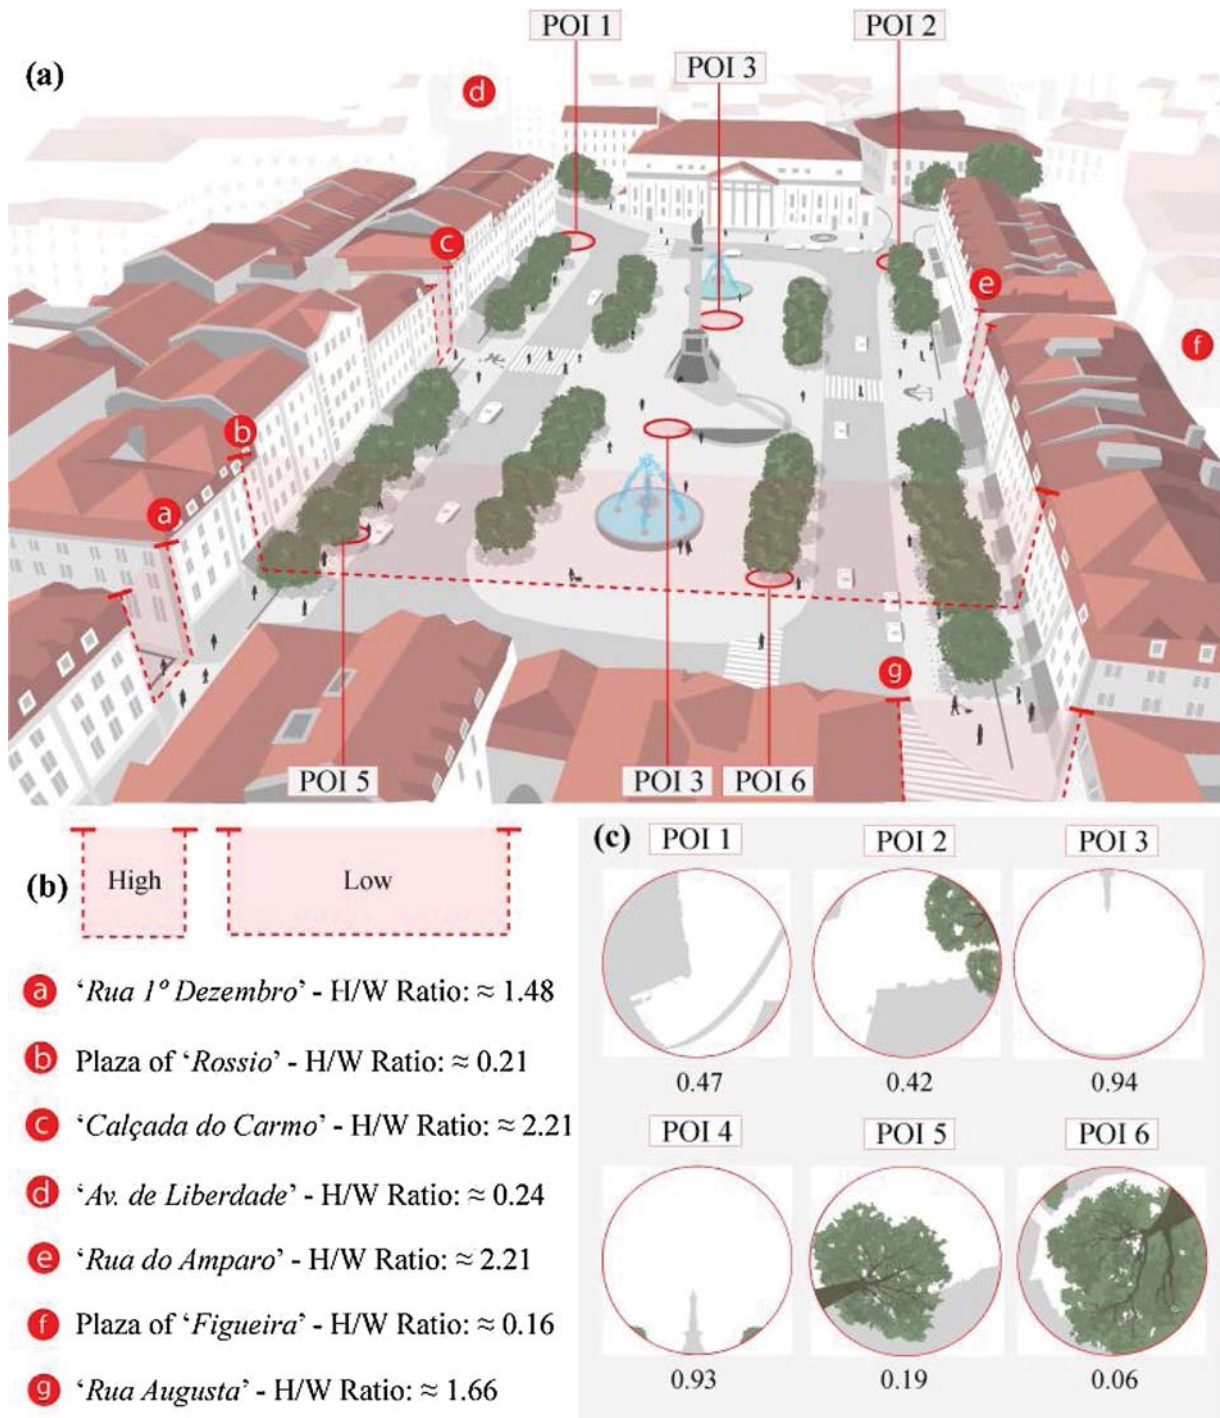 POI 1
POI 2
POI 3
(a)
d
c
e
f
b
a
g
POI 5
POI 3
POI 6
(b)
High
Low
a ‘Rua 1º Dezembro’ - H/W Ratio: ≈ 1.48
b Plaza of ‘Rossio’ - H/W Ratio: ≈ 0.21
c ‘Calçada do Carmo’ - H/W Ratio: ≈ 2.21
d ‘Av. de Liberdade’ - H/W Ratio: ≈ 0.24
e ‘Rua do Amparo’ - H/W Ratio: ≈ 2.21
f Plaza of ‘Figueira’ - H/W Ratio: ≈ 0.16
g ‘Rua Augusta’ - H/W Ratio: ≈ 1.66
(c)
POI 1
POI 2
POI 3
0.47
0.42
0.94
POI 4
POI 5
POI 6
0.93
0.19
0.06